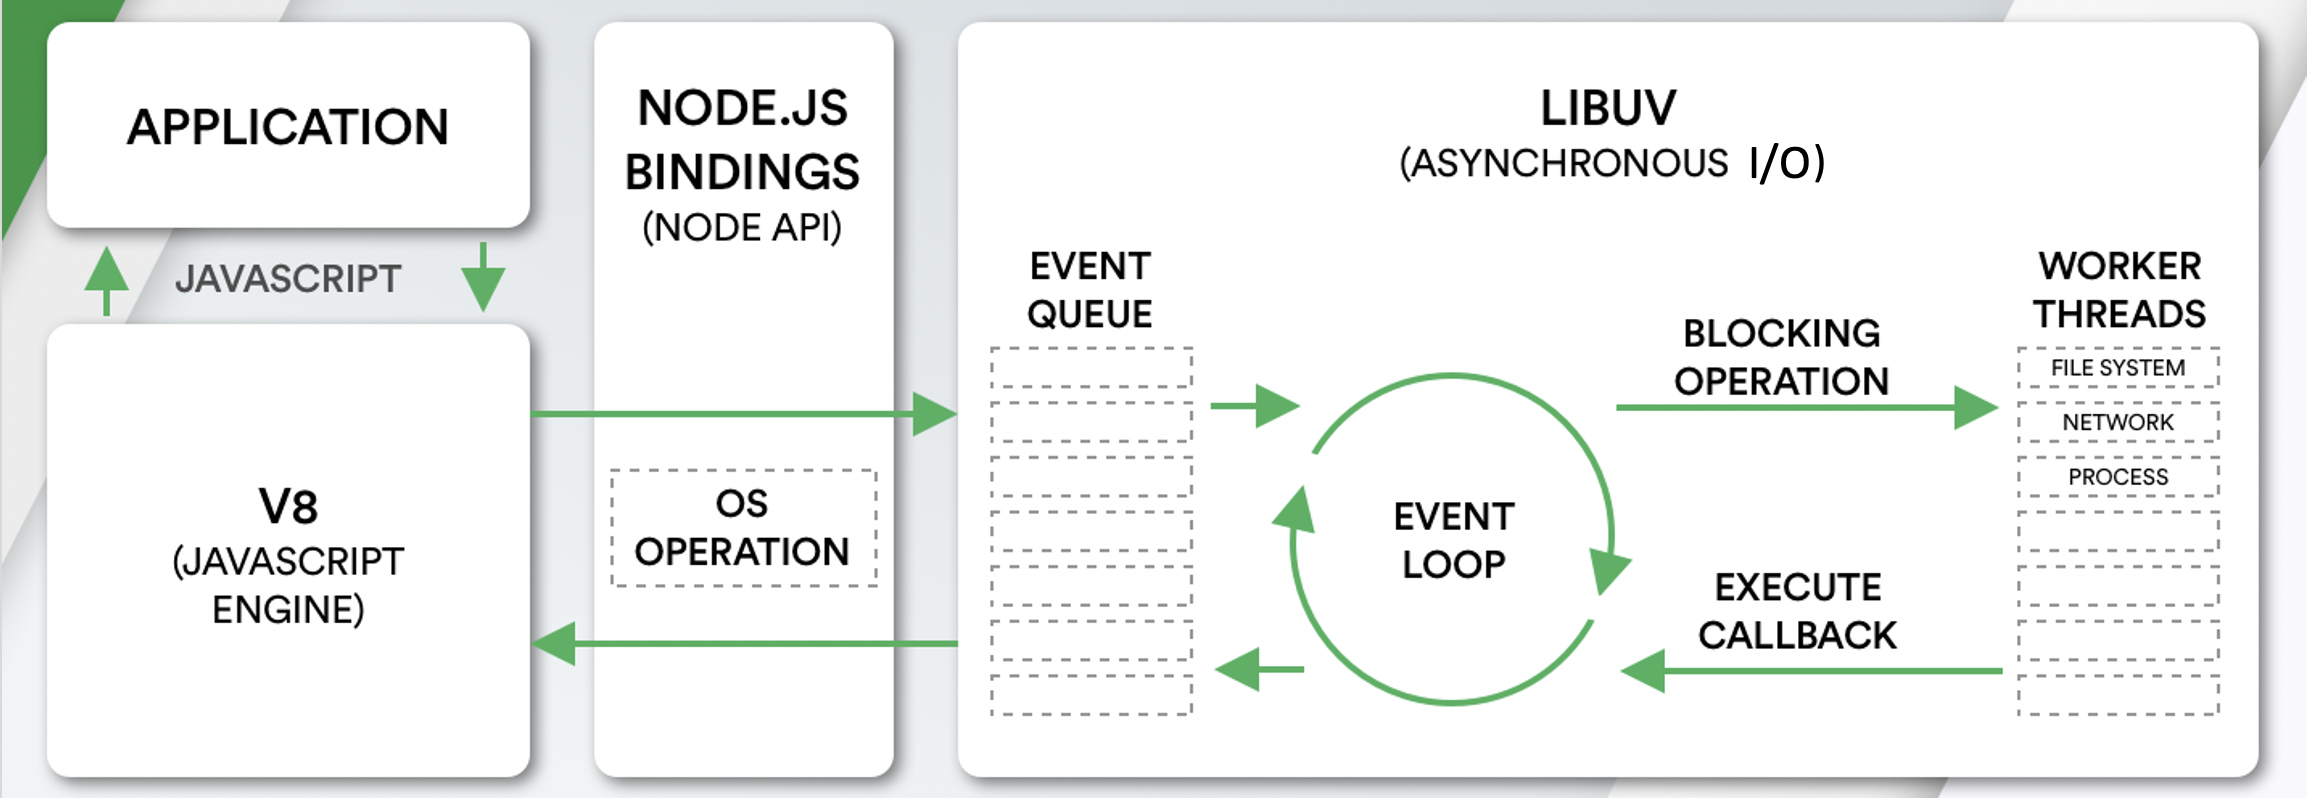 APPLICATION
JAVASCRIPT
V8
(JAVASCRIPT
ENGINE)
NODE.JS
BINDINGS
(NODE API)
OS
OPERATION
LIBUV
(ASYNCHRONOUS I/O)
EVENT
QUEUE
EVENT
LOOP
BLOCKING
OPERATION
EXECUTE
CALLBACK
WORKER
THREADS
FILE SYSTEM
NETWORK
PROCESS